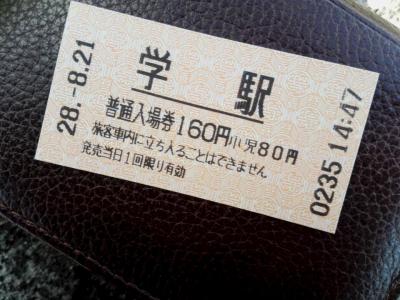 28.-8.21
学駅
普通入場券160円小児80円
旅客車内に立ち入ることはできません
発売当日1回限り有効
0235 14:47